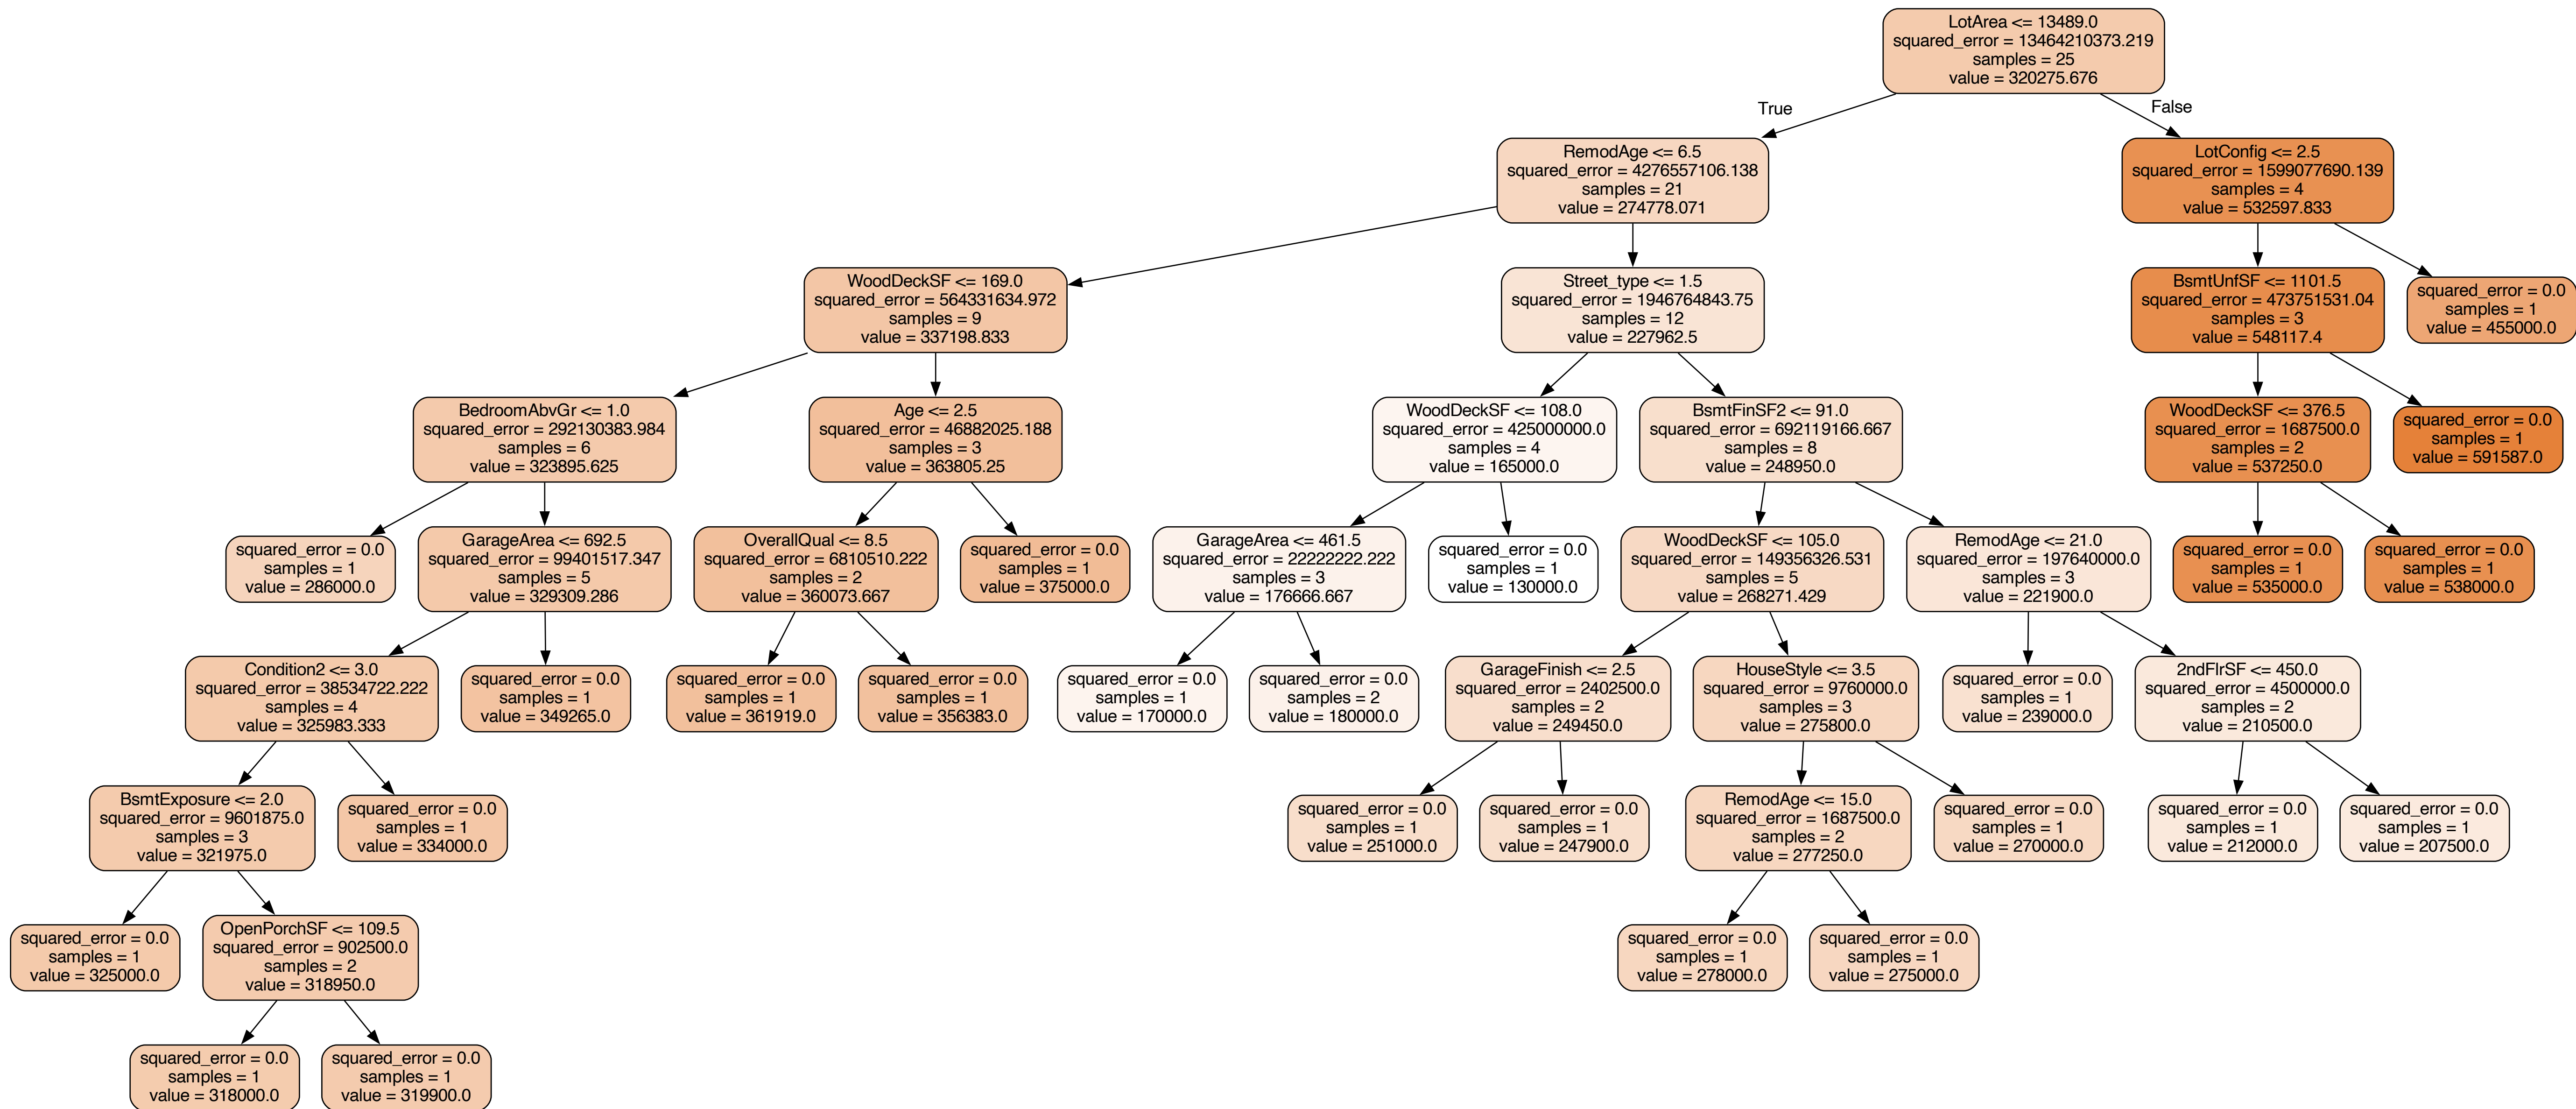 LotArea <= 13489.0
squared_error = 13464210373.219
samples = 25
value = 320275.676
True
False
RemodAge <= 6.5
squared_error = 4276557106.138
samples = 21
value = 274778.071
LotConfig <= 2.5
squared_error = 1599077690.139
samples = 4
value = 532597.833
WoodDeckSF <= 169.0
squared_error = 564331634.972
samples = 9
value = 337198.833
Street_type <= 1.5
squared_error = 1946764843.75
samples = 12
value = 227962.5
BsmtUnfSF <= 1101.5
squared_error = 473751531.04
samples = 3
value = 548117.4
squared_error = 0.0
samples = 1
value = 455000.0
BedroomAbvGr <= 1.0
squared_error = 292130383.984
samples = 6
value = 323895.625
Age <= 2.5
squared_error = 46882025.188
samples = 3
value = 363805.25
WoodDeckSF <= 108.0
squared_error = 425000000.0
samples = 4
value = 165000.0
BsmtFinSF2 <= 91.0
squared_error = 692119166.667
samples = 8
value = 248950.0
WoodDeckSF <= 376.5
squared_error = 1687500.0
samples = 2
value = 537250.0
squared_error = 0.0
samples = 1
value = 591587.0
squared_error = 0.0
samples = 1
value = 286000.0
GarageArea <= 692.5
squared_error = 99401517.347
samples = 5
value = 329309.286
OverallQual <= 8.5
squared_error = 6810510.222
samples = 2
value = 360073.667
squared_error = 0.0
samples = 1
value = 375000.0
GarageArea <= 461.5
squared_error = 22222222.222
samples = 3
value = 176666.667
squared_error = 0.0
samples = 1
value = 130000.0
WoodDeckSF <= 105.0
squared_error = 149356326.531
samples = 5
value = 268271.429
RemodAge <= 21.0
squared_error = 197640000.0
samples = 3
value = 221900.0
squared_error = 0.0
samples = 1
value = 535000.0
squared_error = 0.0
samples = 1
value = 538000.0
Condition2 <= 3.0
squared_error = 38534722.222
samples = 4
value = 325983.333
squared_error = 0.0
samples = 1
value = 349265.0
squared_error = 0.0
samples = 1
value = 361919.0
squared_error = 0.0
samples = 1
value = 356383.0
squared_error = 0.0
samples = 1
value = 170000.0
squared_error = 0.0
samples = 2
value = 180000.0
GarageFinish <= 2.5
squared_error = 2402500.0
samples = 2
value = 249450.0
HouseStyle <= 3.5
squared_error = 9760000.0
samples = 3
value = 275800.0
squared_error = 0.0
samples = 1
value = 239000.0
2ndFlrSF <= 450.0
squared_error = 4500000.0
samples = 2
value = 210500.0
BsmtExposure <= 2.0
squared_error = 9601875.0
samples = 3
value = 321975.0
squared_error = 0.0
samples = 1
value = 334000.0
squared_error = 0.0
samples = 1
value = 251000.0
squared_error = 0.0
samples = 1
value = 247900.0
RemodAge <= 15.0
squared_error = 1687500.0
samples = 2
value = 277250.0
squared_error = 0.0
samples = 1
value = 270000.0
squared_error = 0.0
samples = 1
value = 212000.0
squared_error = 0.0
samples = 1
value = 207500.0
squared_error = 0.0
samples = 1
value = 325000.0
OpenPorchSF <= 109.5
squared_error = 902500.0
samples = 2
value = 318950.0
squared_error = 0.0
samples = 1
value = 278000.0
squared_error = 0.0
samples = 1
value = 275000.0
squared_error = 0.0
samples = 1
value = 318000.0
squared_error = 0.0
samples = 1
value = 319900.0